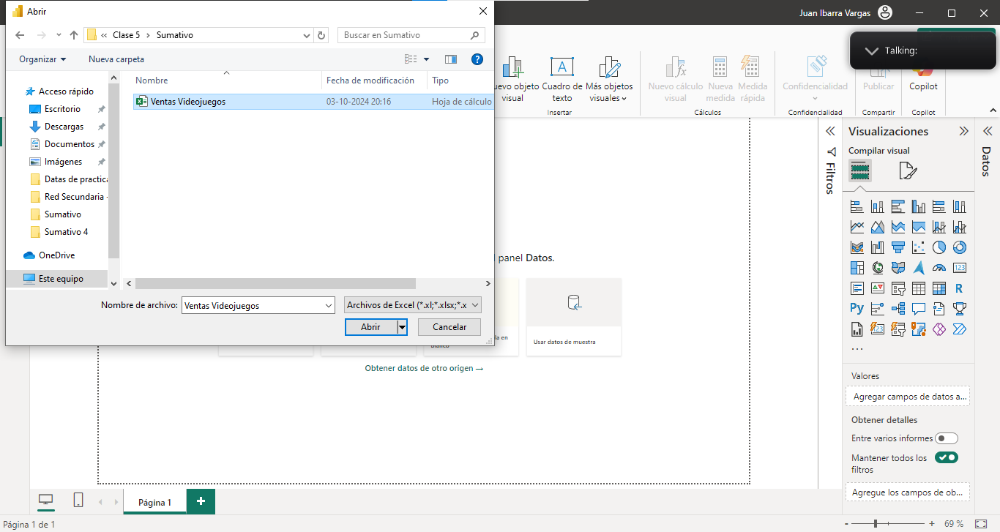 Abrir
Juan Ibarra Vargas
« Clase 5 › Sumativo
Buscar en Sumativo
Talking:
Organizar
Nueva carpeta
Nombre
Fecha de modificación
Tipo
Acceso rápido
Escritorio
Descargas
Documentos
Imágenes
Datas de practica
Red Secundaria -
Sumativo
Sumativo 4
OneDrive
Este equipo
Ventas Videojuegos
03-10-2024 20:16
Hoja de cálculo
Nombre de archivo:
Ventas Videojuegos
Archivos de Excel (*.xl;*.xlsx;*.x
Abrir
Cancelar
uevo objeto
visual
Cuadro de
texto
Más objetos
visuales
Insertar
Nuevo cálculo
visual
Nueva
medida
Medida
rápida
Cálculos
Confidencialidad
Confidencialidad
Publicar
Compartir
Copilot
Copilot
panel Datos.
la en
blanco
Usar datos de muestra
Obtener datos de otro origen →
Filtros
Visualizaciones
Compilar visual
Datos
R
Py
123
Valores
Agregar campos de datos a...
Obtener detalles
Entre varios informes
Mantener todos los
filtros
Agregue los campos de ob...
Página 1
Página 1 de 1
- + 69 %